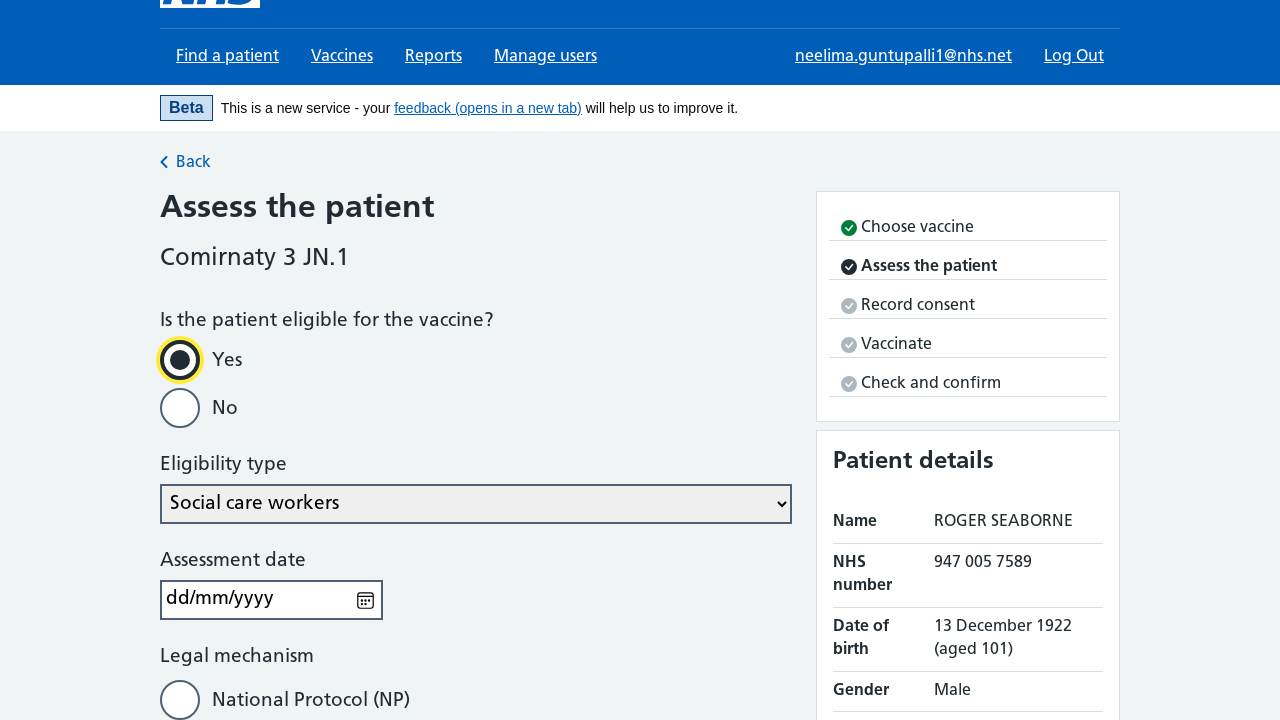 NHS
Find a patient
Vaccines
Reports
Manage users
neelima.guntupalli1@nhs.net
Log Out
Beta
This is a new service - your feedback (opens in a new tab) will help us to improve it.
Back
Assess the patient
Comirnaty 3 JN.1
Is the patient eligible for the vaccine?
Yes
No
Eligibility type
Social care workers
Assessment date
dd/mm/yyyy
Legal mechanism
National Protocol (NP)
Choose vaccine
Assess the patient
Record consent
Vaccinate
Check and confirm
Patient details
Name ROGER SEABORNE
NHS 947 005 7589
number
Date of 13 December 1922
birth (aged 101)
Gender Male